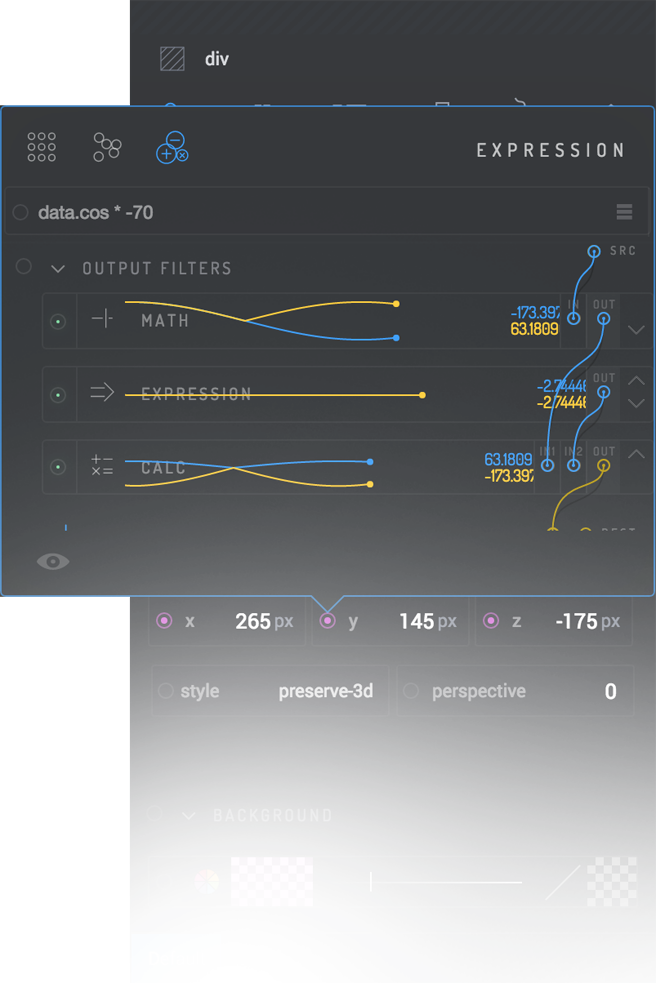 div
EXPRESSION
data.cos * -70
SRC
OUTPUT FILTERS
MATH -173.397 63.1809 IN OUT
EXPRESSION -2.74446 -2.74446 OUT
CALC 63.1809 -173.397 IN1 IN2 OUT
x 265 px y 145 px z -175 px
style preserve-3d perspective 0
BACKGROUND